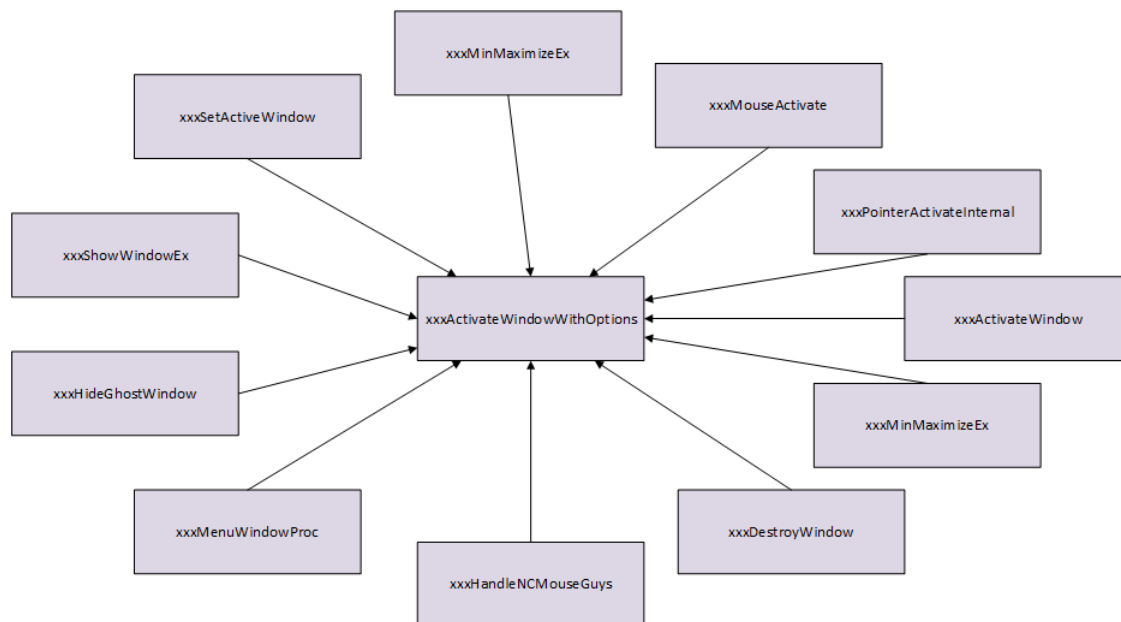 xxxMinMaximizeEx
xxxMouseActivate
xxxSetActiveWindow
xxxPointerActivateInternal
xxxShowWindowEx
xxxActivateWindowWithOptions
xxxActivateWindow
xxxHideGhostWindow
xxxMinMaximizeEx
xxxMenuWindowProc
xxxDestroyWindow
xxxHandleNCMouseGuys